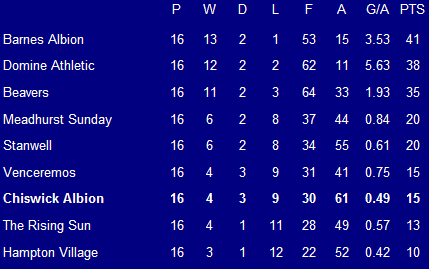 P W D L F A G/A PTS
Barnes Albion 16 13 2 1 53 15 3.53 41
Domine Athletic 16 12 2 2 62 11 5.63 38
Beavers 16 11 2 3 64 33 1.93 35
Meadhurst Sunday 16 6 2 8 37 44 0.84 20
Stanwell 16 6 2 8 34 55 0.61 20
Venceremos 16 4 3 9 31 41 0.75 15
Chiswick Albion 16 4 3 9 30 61 0.49 15
The Rising Sun 16 4 1 11 28 49 0.57 13
Hampton Village 16 3 1 12 22 52 0.42 10